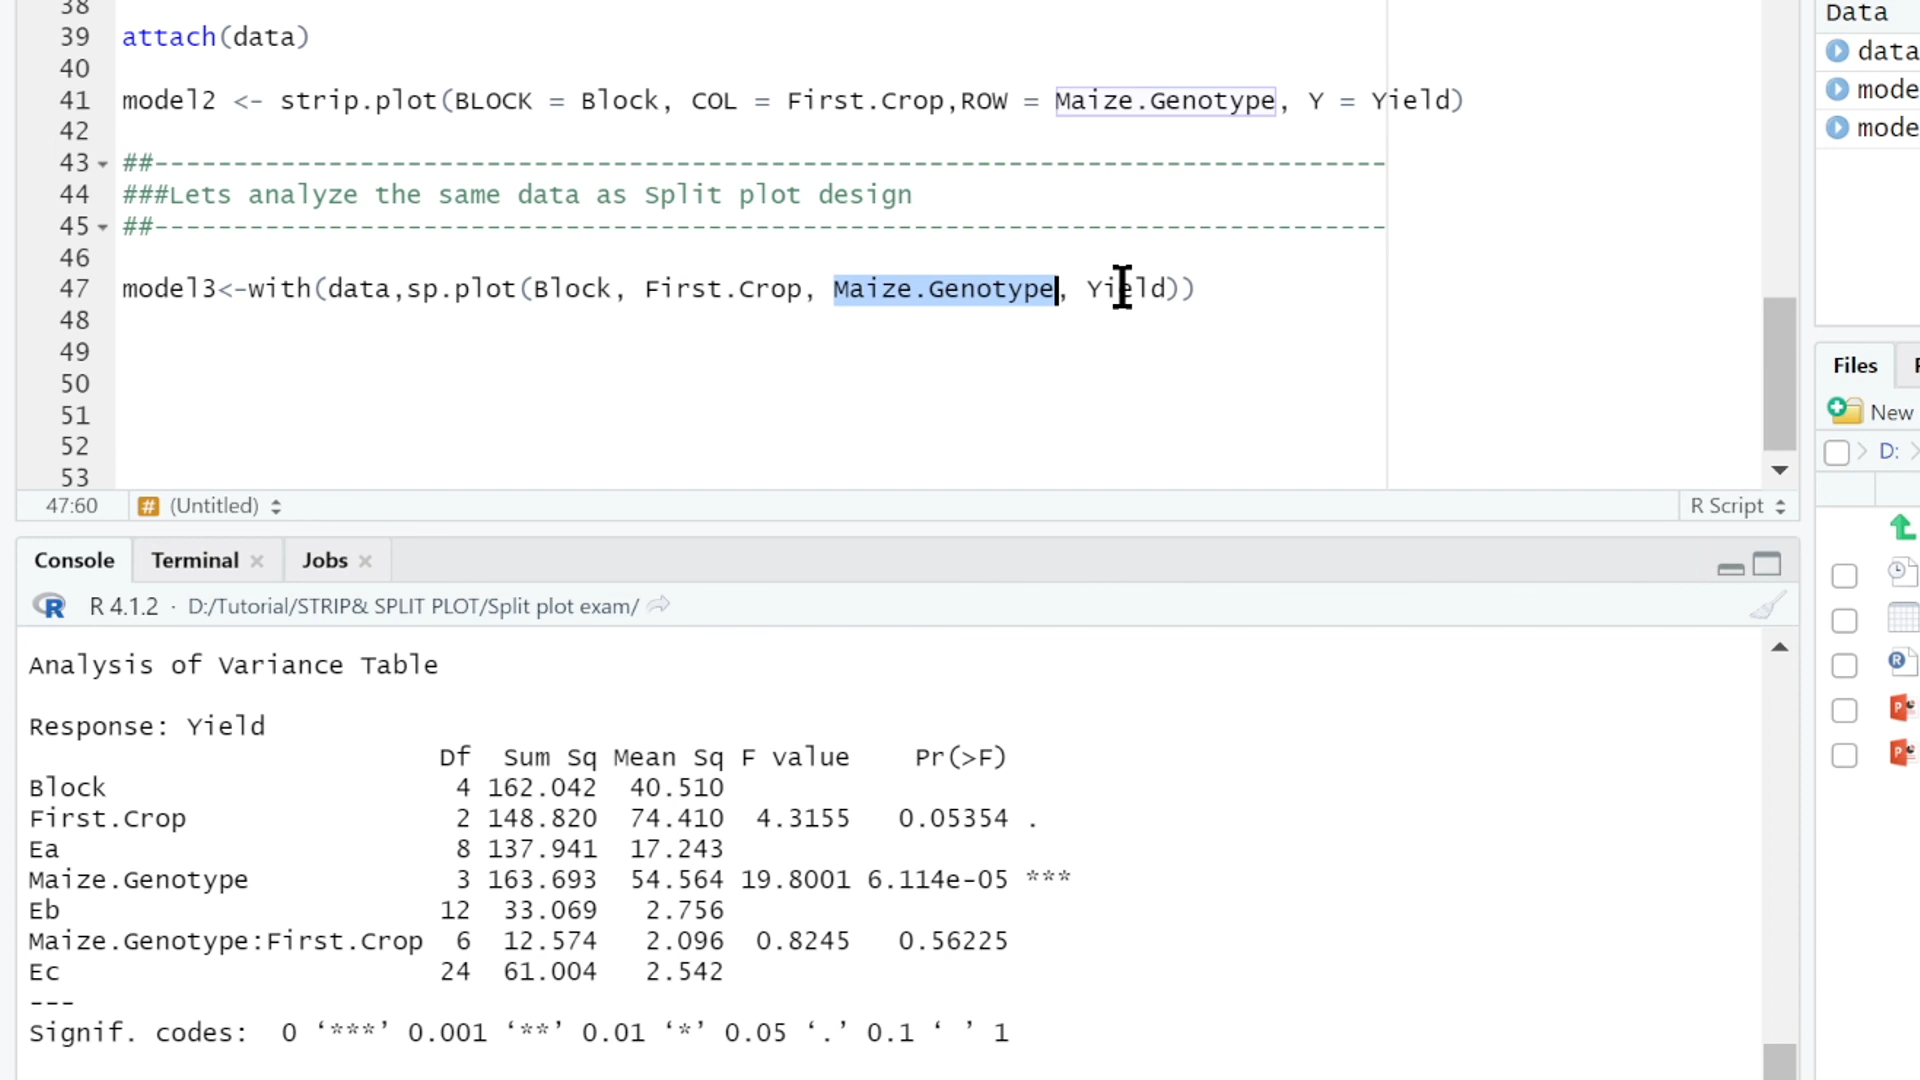 38
39 attach(data)
40
41 model2 <- strip.plot(BLOCK = Block, COL = First.Crop,ROW = Maize.Genotype, Y = Yield)
42
43 ##------------------------------------------------------------------------------
44 ###Lets analyze the same data as Split plot design
45 ##------------------------------------------------------------------------------
46
47 model3<-with(data,sp.plot(Block, First.Crop, Maize.Genotype, Yield))
48
49
50
51
52
53
47:60 # (Untitled) R Script
Data
data
mode
mode
Files
New
D:
Console Terminal Jobs
R 4.1.2 · D:/Tutorial/STRIP& SPLIT PLOT/Split plot exam/
Analysis of Variance Table
Response: Yield
Df Sum Sq Mean Sq F value Pr(>F)
Block 4 162.042 40.510
First.Crop 2 148.820 74.410 4.3155 0.05354 .
Ea 8 137.941 17.243
Maize.Genotype 3 163.693 54.564 19.8001 6.114e-05 ***
Eb 12 33.069 2.756
Maize.Genotype:First.Crop 6 12.574 2.096 0.8245 0.56225
Ec 24 61.004 2.542
---
Signif. codes: 0 ‘***’ 0.001 ‘**’ 0.01 ‘*’ 0.05 ‘.’ 0.1 ‘ ’ 1